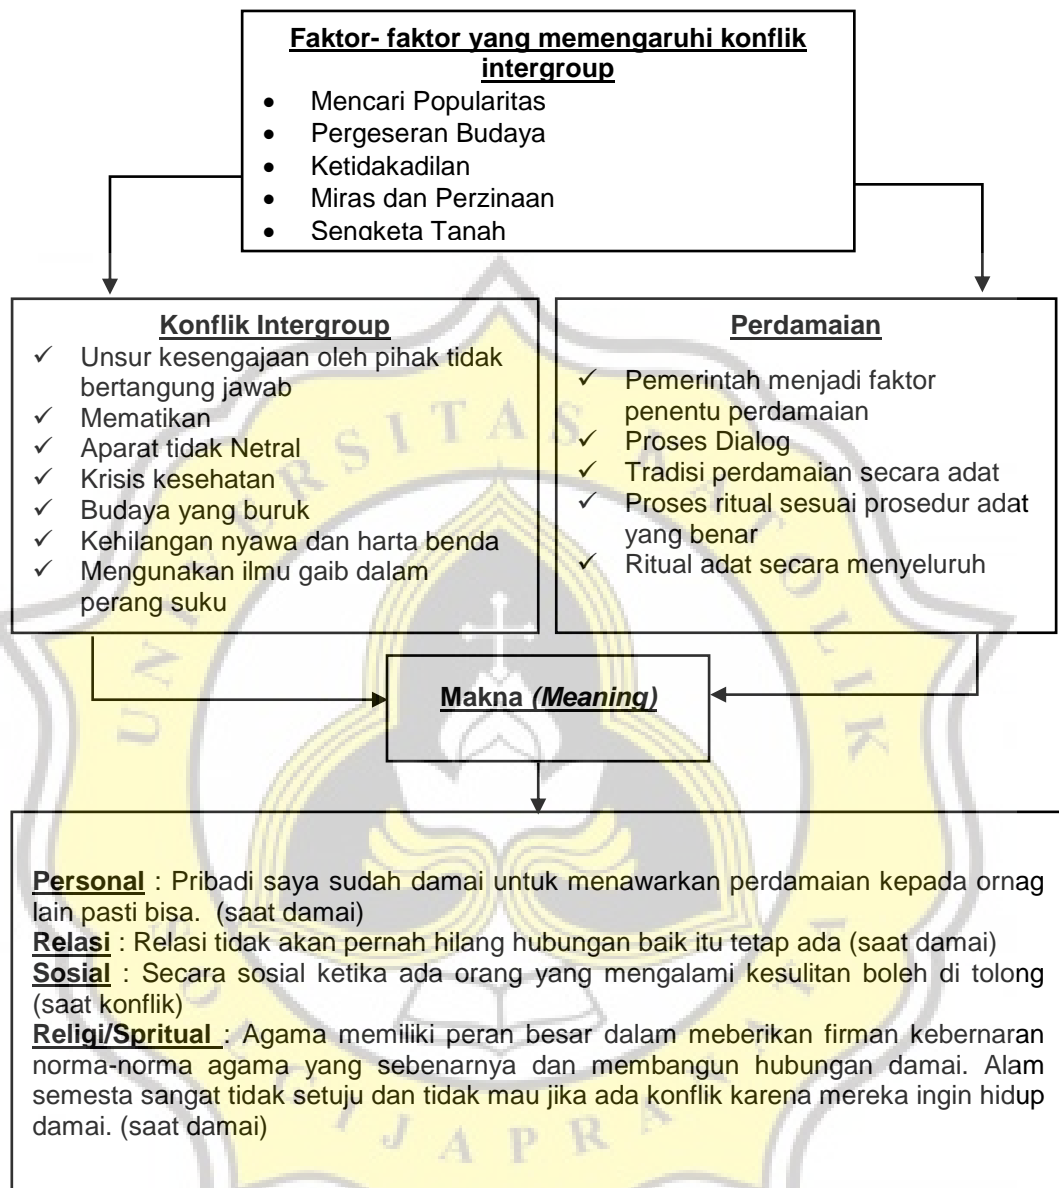 Faktor- faktor yang memengaruhi konflik
intergroup
• Mencari Popularitas
• Pergeseran Budaya
• Ketidakadilan
• Miras dan Perzinaan
• Sengketa Tanah
Konflik Intergroup
✓ Unsur kesengajaan oleh pihak tidak
bertangung jawab
✓ Mematikan
✓ Aparat tidak Netral
✓ Krisis kesehatan
✓ Budaya yang buruk
✓ Kehilangan nyawa dan harta benda
✓ Mengunakan ilmu gaib dalam
perang suku
Perdamaian
✓ Pemerintah menjadi faktor
penentu perdamaian
✓ Proses Dialog
✓ Tradisi perdamaian secara adat
✓ Proses ritual sesuai prosedur adat
yang benar
✓ Ritual adat secara menyeluruh
Makna (Meaning)
Personal : Pribadi saya sudah damai untuk menawarkan perdamaian kepada ornag
lain pasti bisa. (saat damai)
Relasi : Relasi tidak akan pernah hilang hubungan baik itu tetap ada (saat damai)
Sosial : Secara sosial ketika ada orang yang mengalami kesulitan boleh di tolong
(saat konflik)
Religi/Spritual : Agama memiliki peran besar dalam meberikan firman kebernaran
norma-norma agama yang sebenarnya dan membangun hubungan damai. Alam
semesta sangat tidak setuju dan tidak mau jika ada konflik karena mereka ingin hidup
damai. (saat damai)
UNIVERSITAS KATOLIK
SOEGIJAPRANATA